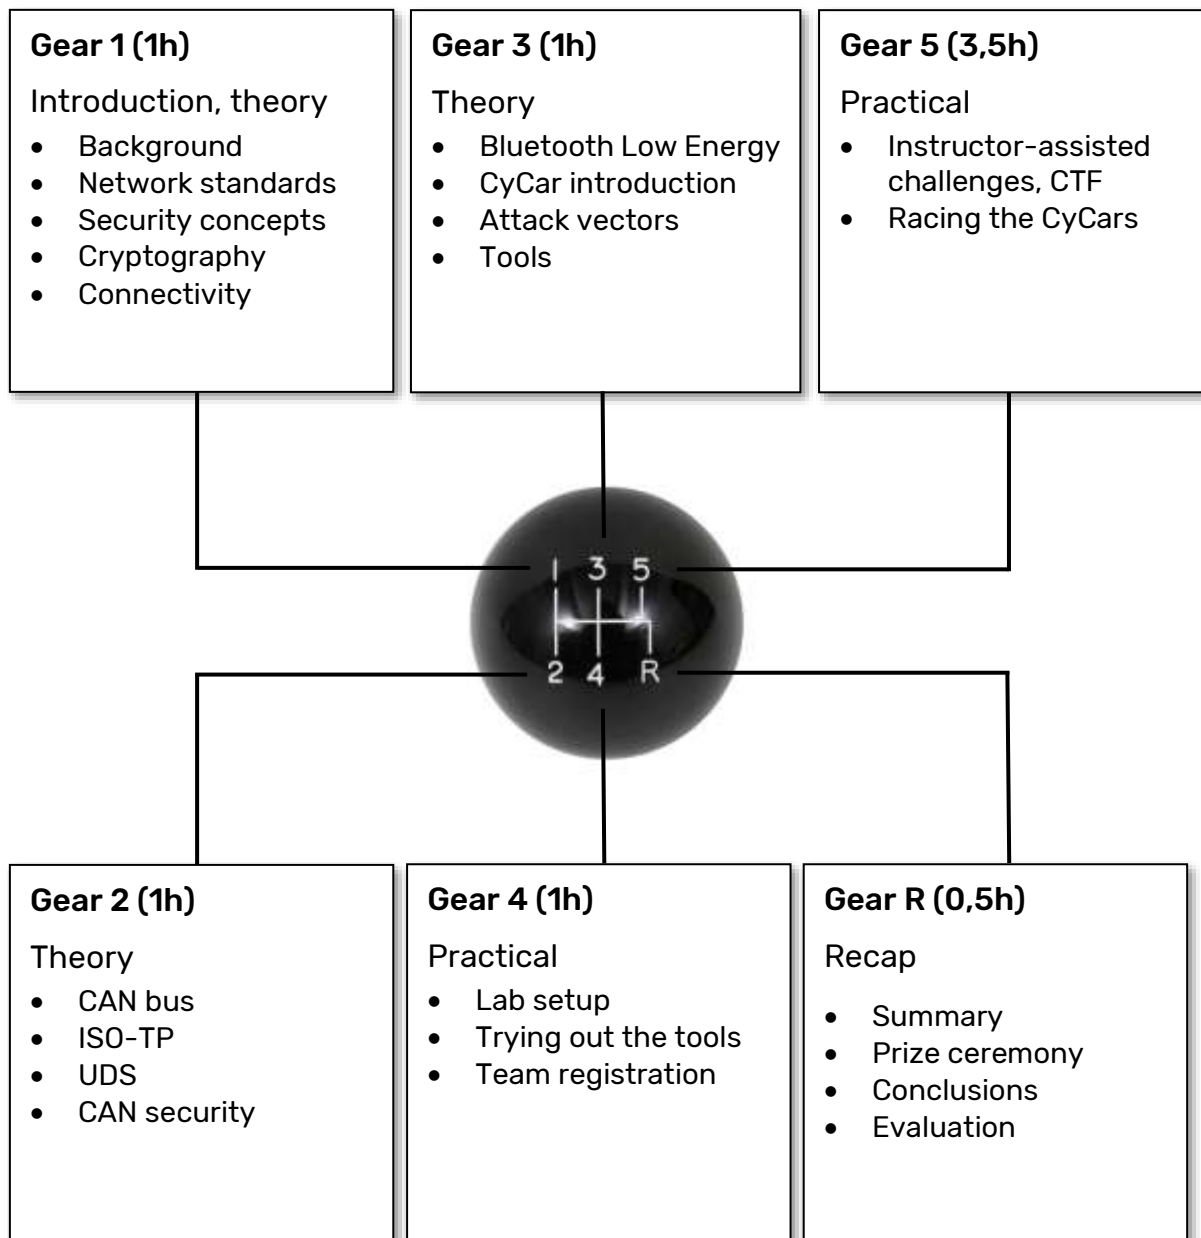 Gear 1 (1h)
Introduction, theory
• Background
• Network standards
• Security concepts
• Cryptography
• Connectivity
Gear 3 (1h)
Theory
• Bluetooth Low Energy
• CyCar introduction
• Attack vectors
• Tools
Gear 5 (3,5h)
Practical
• Instructor-assisted
challenges, CTF
• Racing the CyCars
1 3 5
2 4 R
Gear 2 (1h)
Theory
• CAN bus
• ISO-TP
• UDS
• CAN security
Gear 4 (1h)
Practical
• Lab setup
• Trying out the tools
• Team registration
Gear R (0,5h)
Recap
• Summary
• Prize ceremony
• Conclusions
• Evaluation